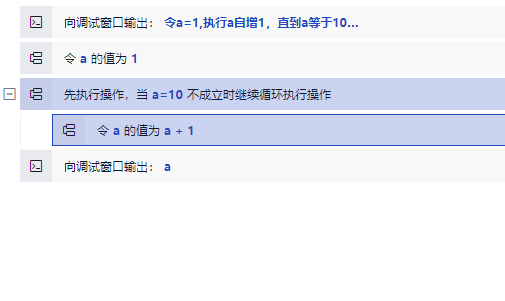 向调试窗口输出： 令a=1,执行a自增1，直到a等于10...
令 a 的值为 1
先执行操作，当 a=10 不成立时继续循环执行操作
令 a 的值为 a + 1
向调试窗口输出： a